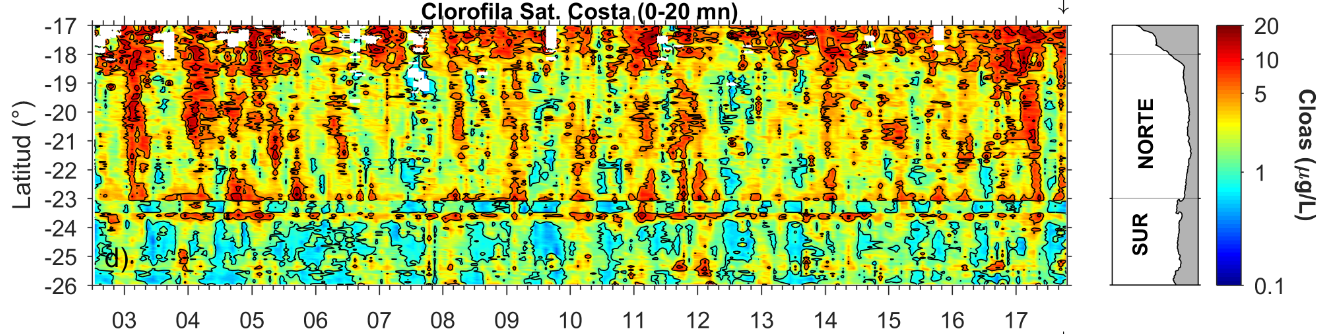 Clorofila Sat. Costa (0-20 mn)
Latitud (°)
-17
-18
-19
-20
-21
-22
-23
-24
-25
-26
d)
03 04 05 06 07 08 09 10 11 12 13 14 15 16 17
NORTE
SUR
20
10
5
1
0.1
Cloas (μg/L)